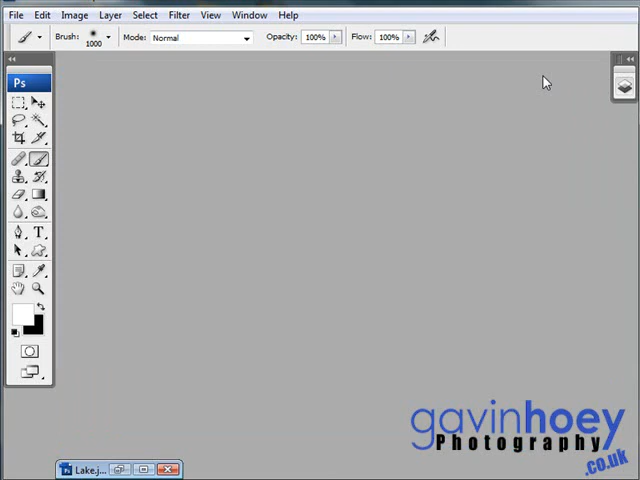 File Edit Image Layer Select Filter View Window Help
Brush: 1000 Mode: Normal Opacity: 100% Flow: 100%
Ps
T
gavinhoey
Photography
.co.uk
Lake.j...